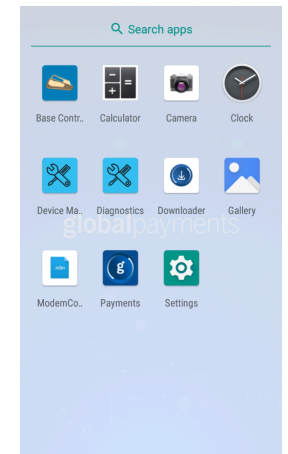 Search apps
Base Contr..
Calculator
Camera
Clock
Device Ma..
Diagnostics
Downloader
Gallery
globalpayments
ModemCo..
Payments
Settings
g